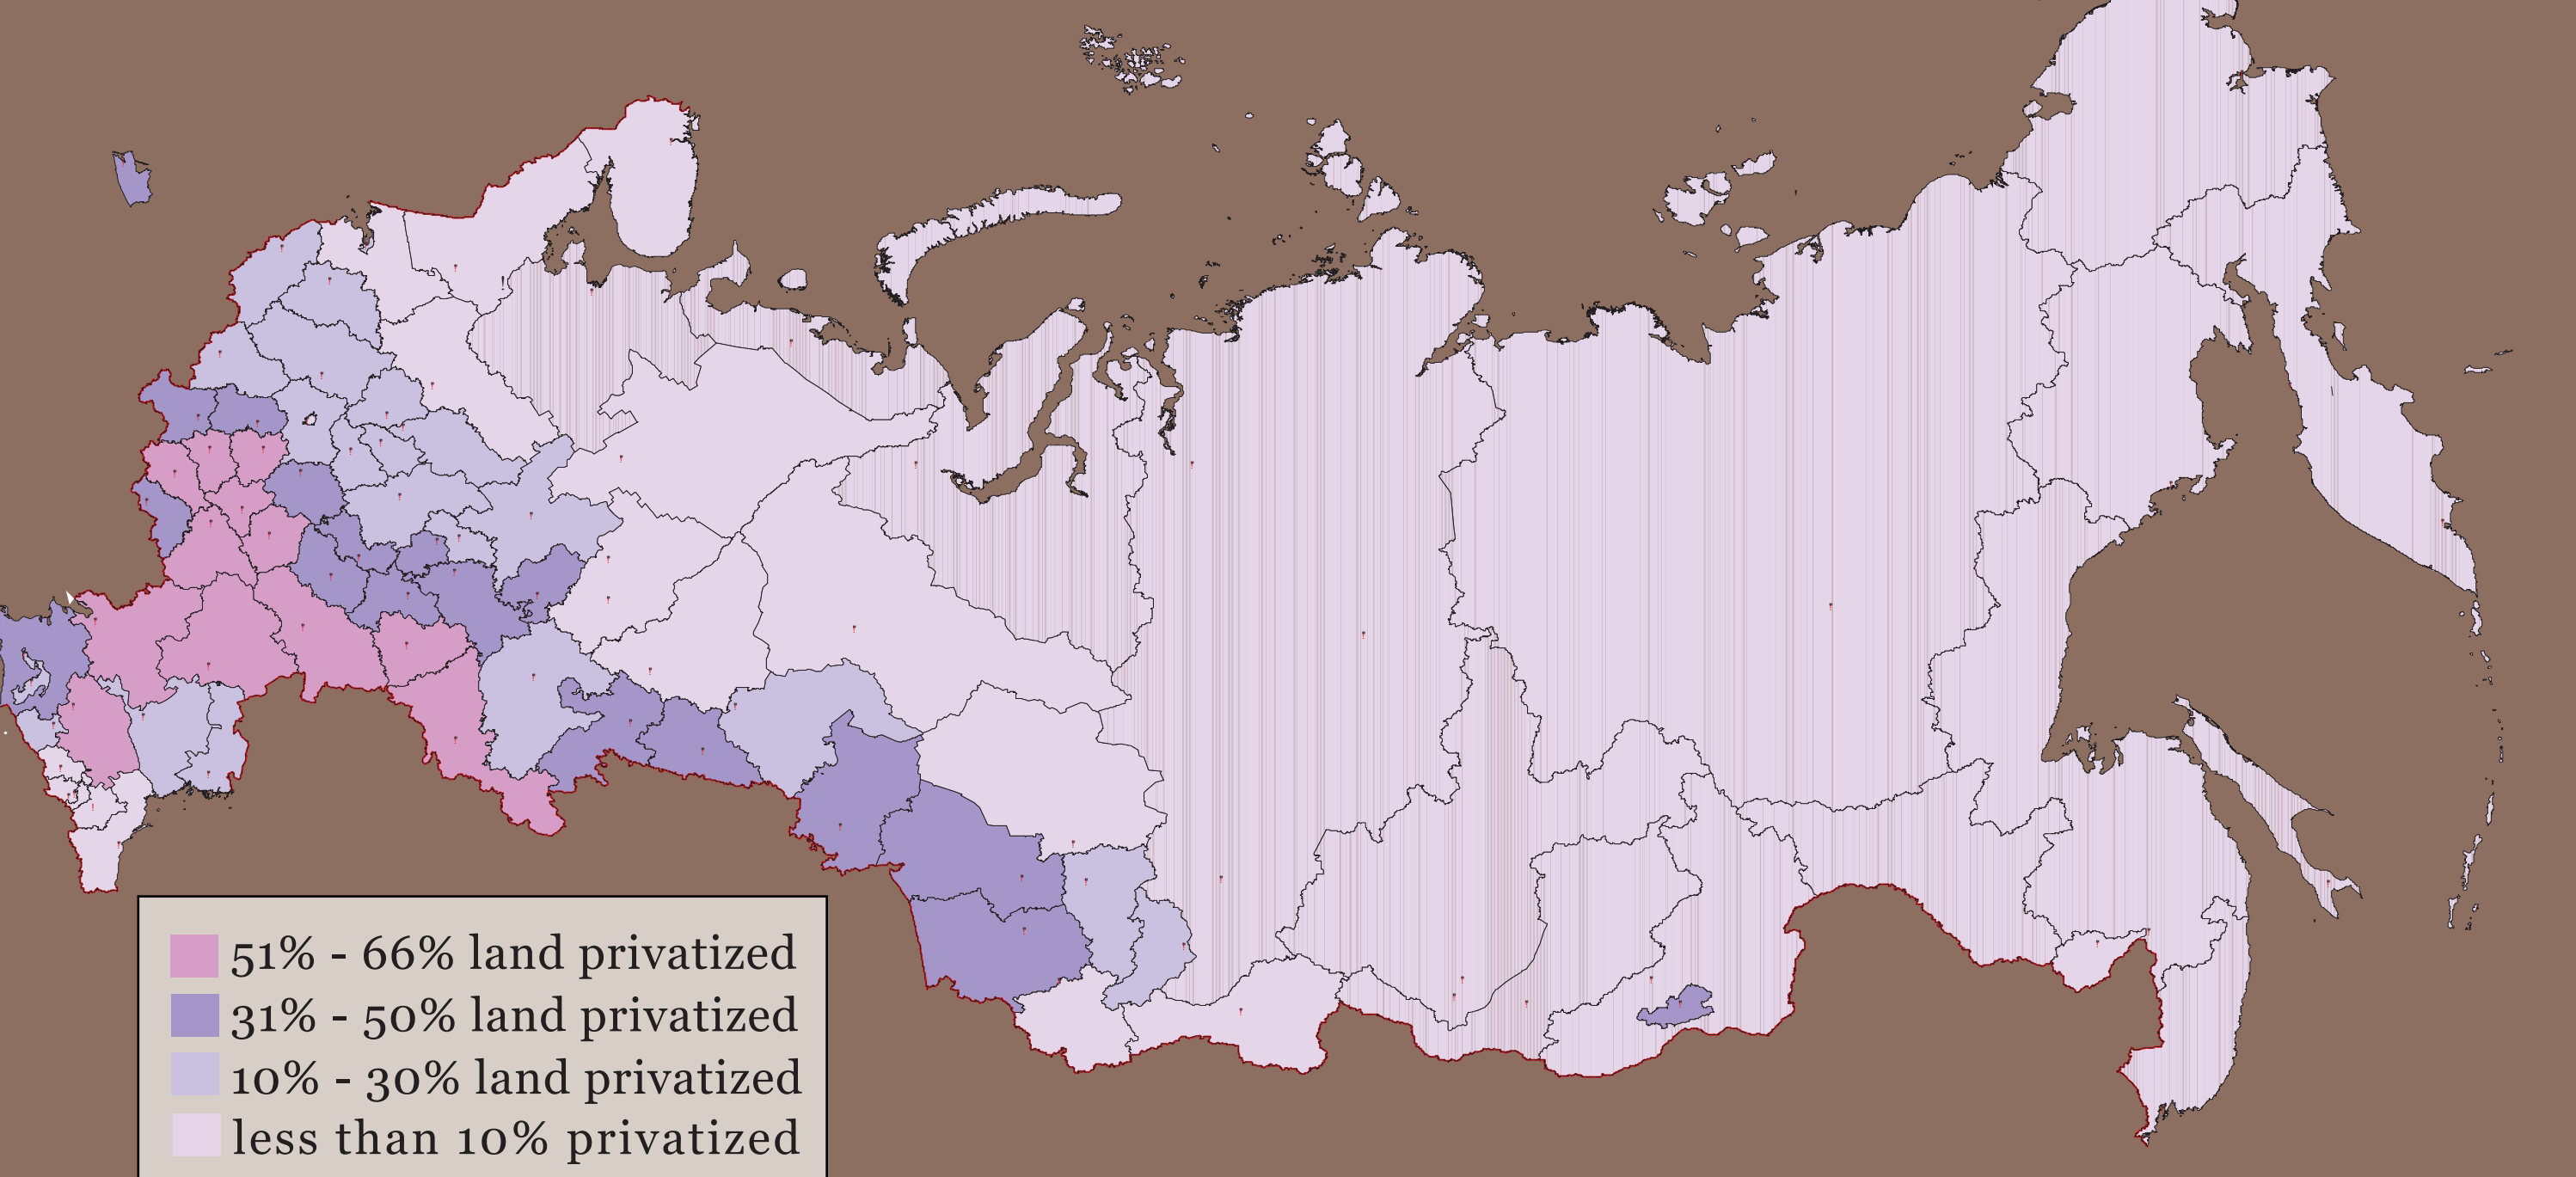 51% - 66% land privatized
31% - 50% land privatized
10% - 30% land privatized
less than 10% privatized